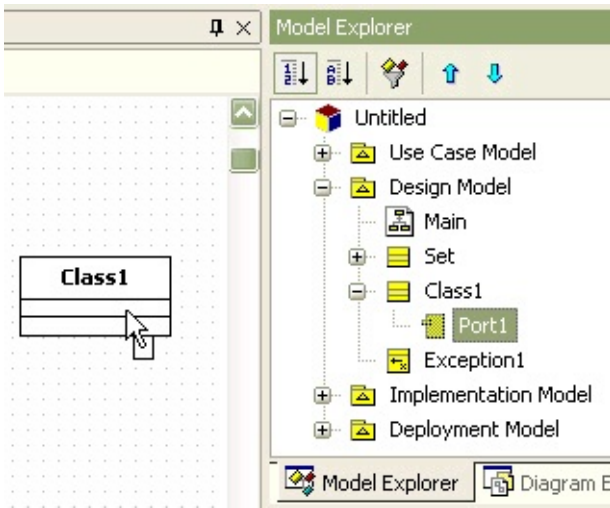 Model Explorer
Untitled
Use Case Model
Design Model
Main
Set
Class1
Class1
Port1
Exception1
Implementation Model
Deployment Model
Model Explorer
Diagram E